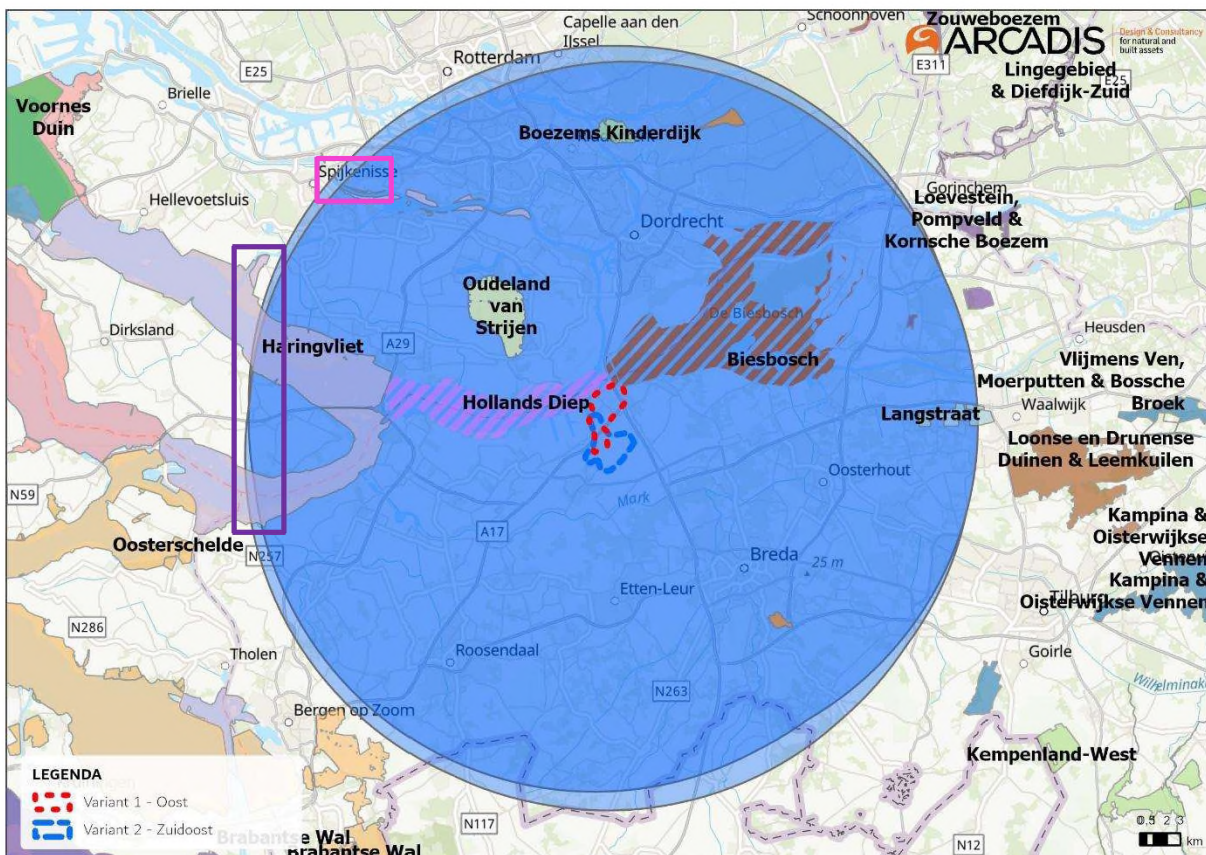 Capelle aan den
IJssel
Schoonhoven
Zouweboezem
ARCADIS
Design & Consultancy
for natural and
built assets
Rotterdam
E25
E311
Lingegebied
& Diefdijk-Zuid
E25
Brielle
Voornes
Duin
Boezems Kinderdijk
Spijkenisse
Hellevoetsluis
Gorinchem
Loevestein,
Pompveld &
Kornsche Boezem
Dordrecht
Oudeland
van
Strijen
De Biesbosch
Heusden
Dirksland
Haringvliet
A29
Biesbosch
Vlijmens Ven,
Moerputten & Bossche
Broek
Hollands Diep
Langstraat
Waalwijk
Loonse en Drunense
Duinen & Leemkuilen
N59
Oosterhout
Mark
A17
Oosterschelde
N257
Kampina &
Oisterwijkse
Vennen
Breda
25 m
Kampina &
Oisterwijkse Vennen
Tilburg
Etten-Leur
N286
Tholen
Roosendaal
Goirle
N263
Bergen op Zoom
Kempenland-West
LEGENDA
Variant 1 - Oost
Variant 2 - Zuidoost
Brabantse Wal
Brabantse Wal
N117
N12
2 3
km